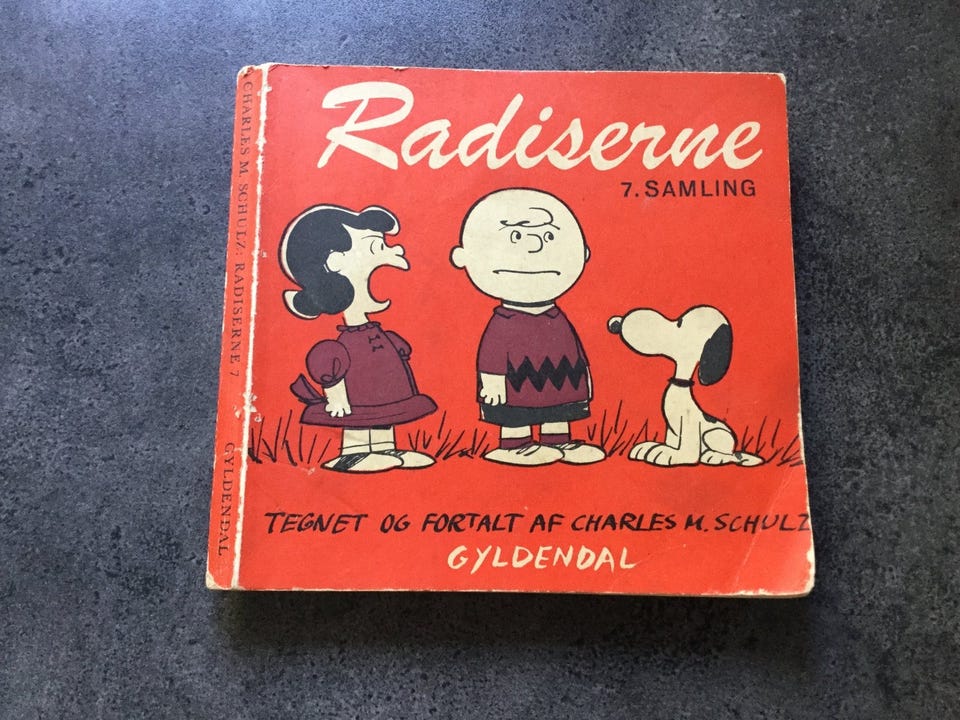 Radiserne
7. SAMLING
TEGNET OG FORTALT AF CHARLES M. SCHULZ
GYLDENDAL
CHARLES M. SCHULZ: RADISERNE 7
GYLDENDAL